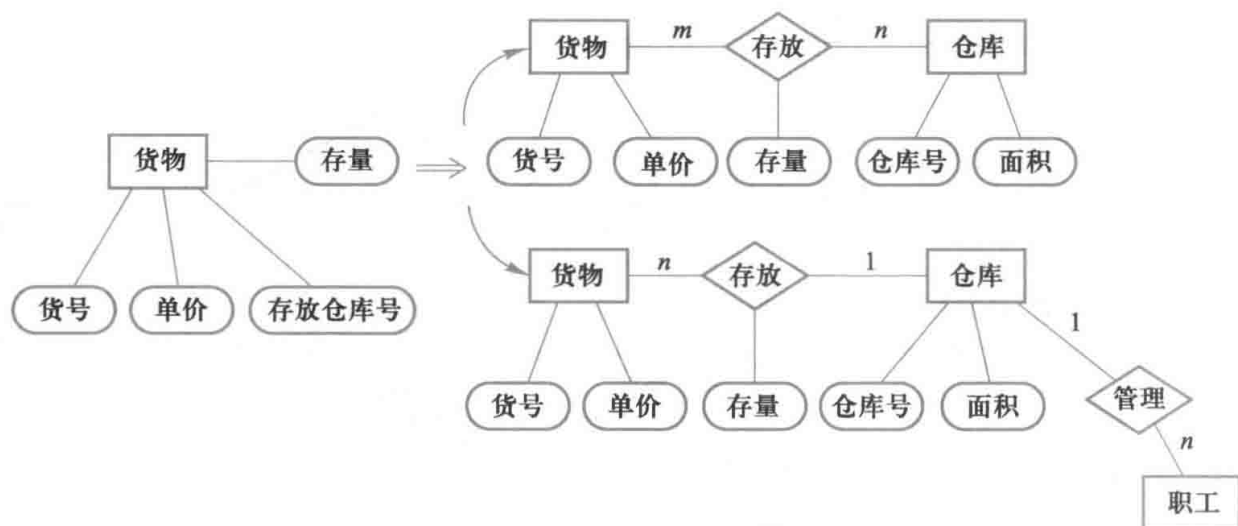 货物
存量
货号
单价
存放仓库号
货物
m
存放
n
仓库
货号
单价
存量
仓库号
面积
货物
n
存放
1
仓库
货号
单价
存量
仓库号
面积
1
管理
n
职工